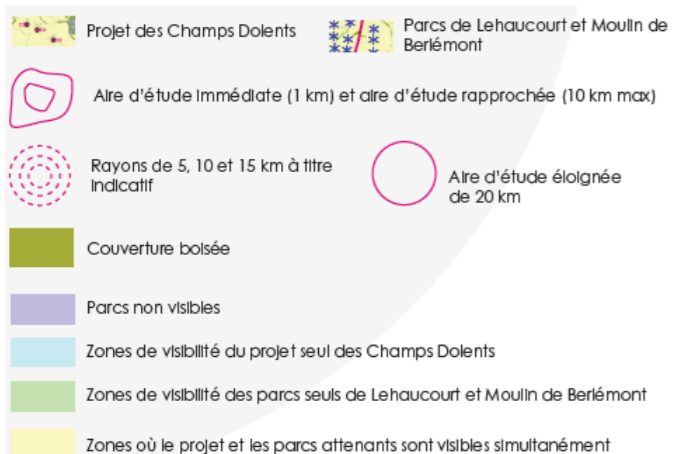 Projet des Champs Dolents
Parcs de Lehaucourt et Moulin de
Berlémont
Aire d'étude immédiate (1 km) et aire d'étude rapprochée (10 km max)
Rayons de 5, 10 et 15 km à titre
indicatif
Aire d'étude éloignée
de 20 km
Couverture boisée
Parcs non visibles
Zones de visibilité du projet seul des Champs Dolents
Zones de visibilité des parcs seuls de Lehaucourt et Moulin de Berlémont
Zones où le projet et les parcs attenants sont visibles simultanément